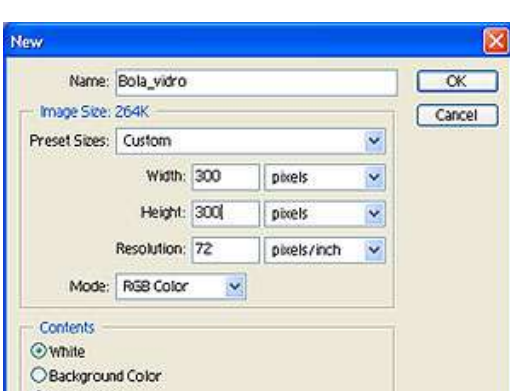 New
Name: Bola_vidro
OK
Image Size: 264K
Cancel
Preset Sizes: Custom
Width: 300 pixels
Height: 300 pixels
Resolution: 72 pixels/inch
Mode: RGB Color
Contents
White
Background Color